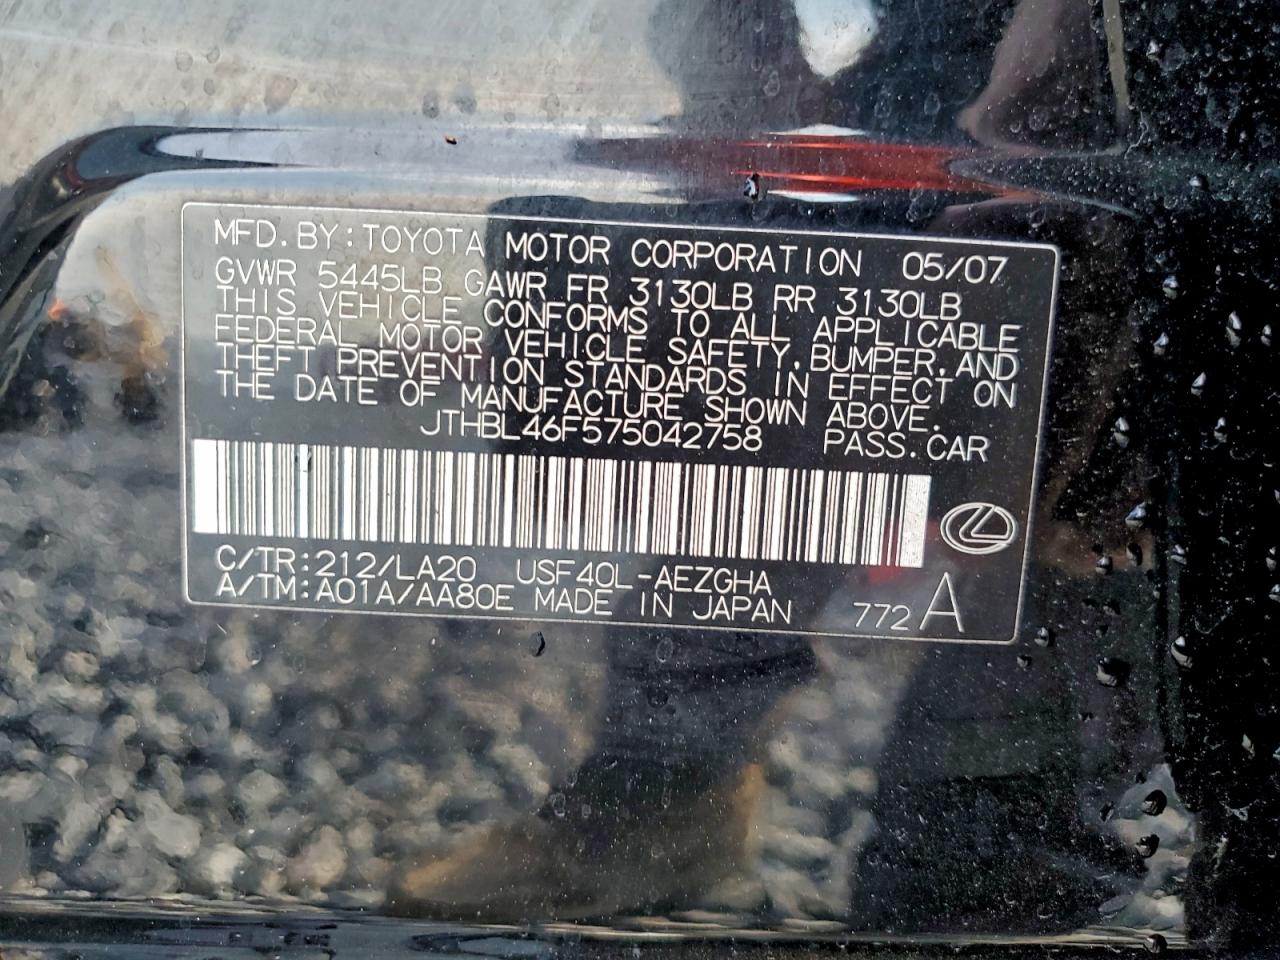 MFD. BY: TOYOTA MOTOR CORPORATION 05/07
GVWR 5445LB GAWR FR 3130LB RR 3130LB
THIS VEHICLE CONFORMS TO ALL APPLICABLE
FEDERAL MOTOR VEHICLE SAFETY, BUMPER, AND
THEFT PREVENTION STANDARDS IN EFFECT ON
THE DATE OF MANUFACTURE SHOWN ABOVE.
JTHBL46F575042758 PASS. CAR
C/TR: 212/LA20 USF40L-AEZGHA
A/TM: A01A/AA80E MADE IN JAPAN 772 A